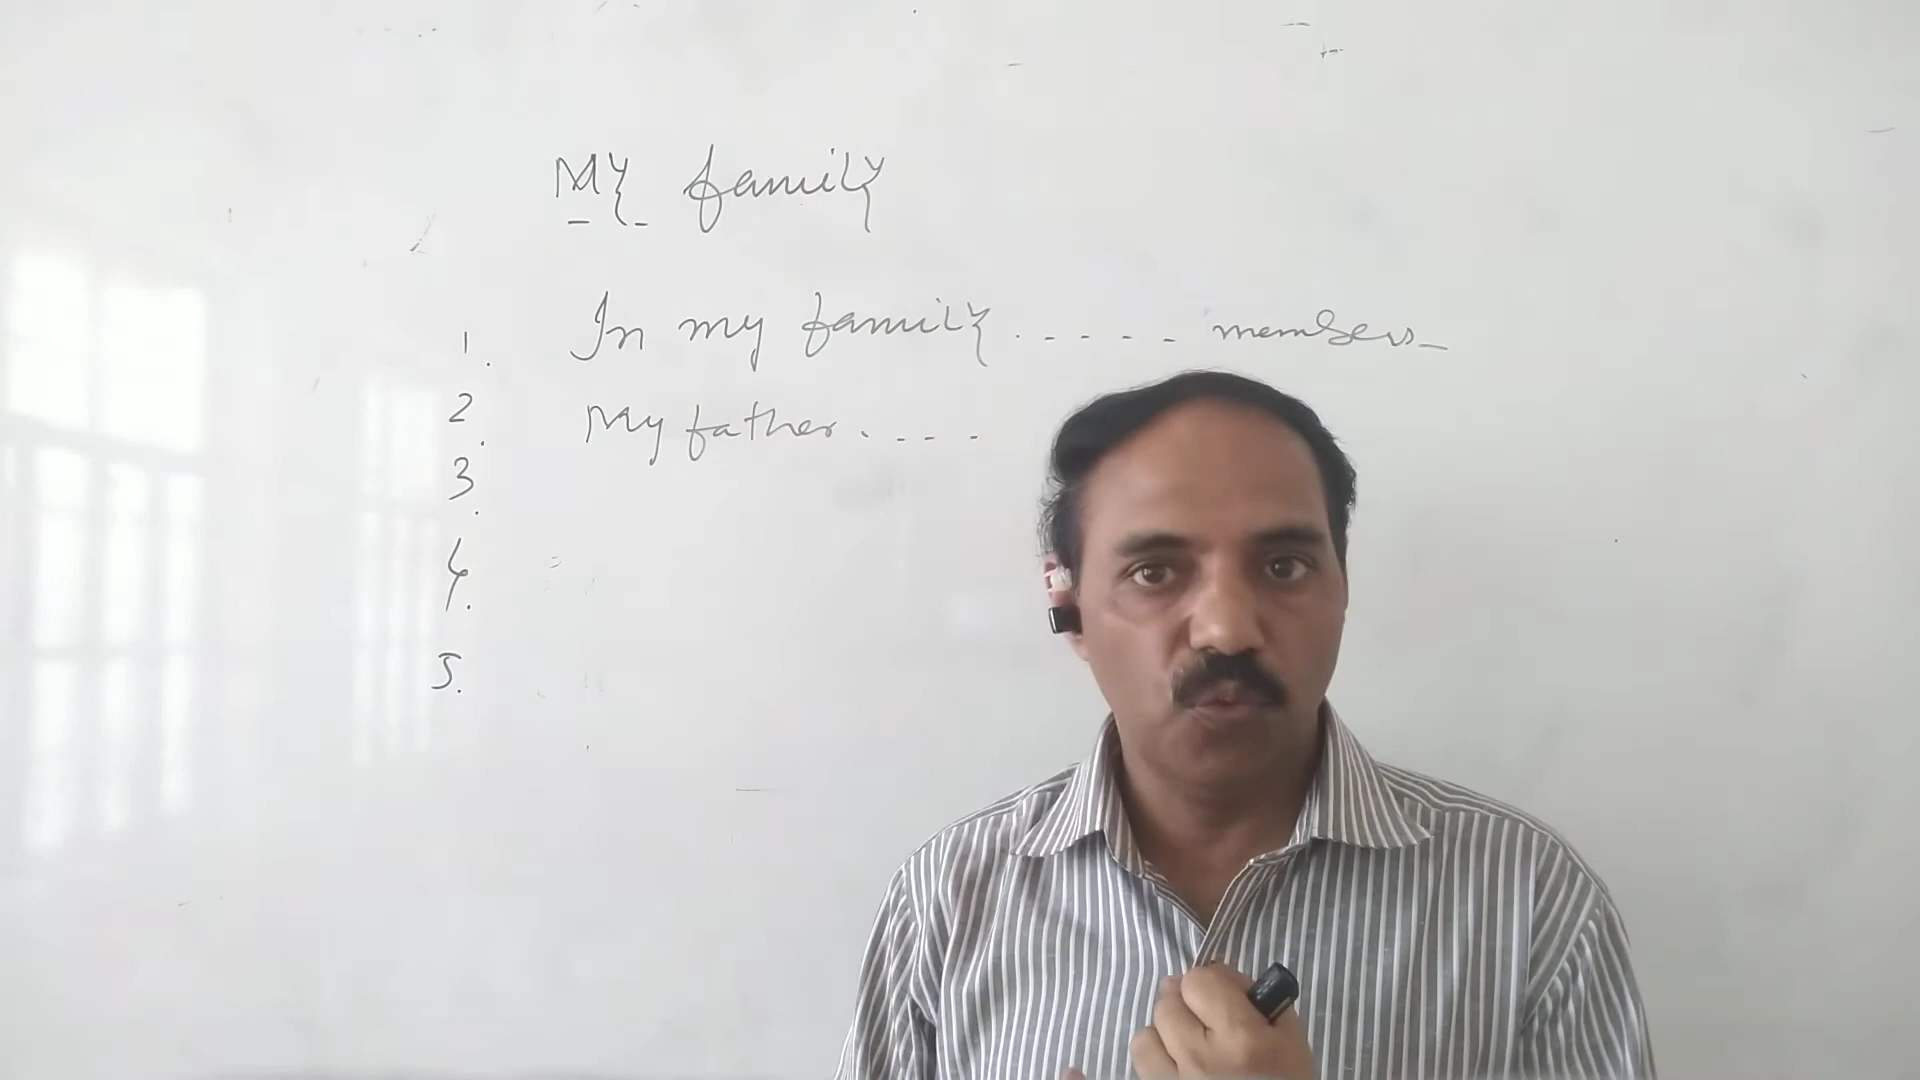 My family
1. In my family ..... members
2. My father ....
3.
4.
5.